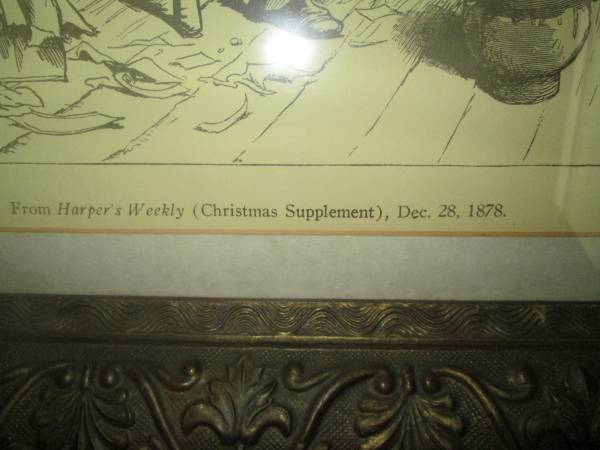 From Harper's Weekly (Christmas Supplement), Dec. 28, 1878.